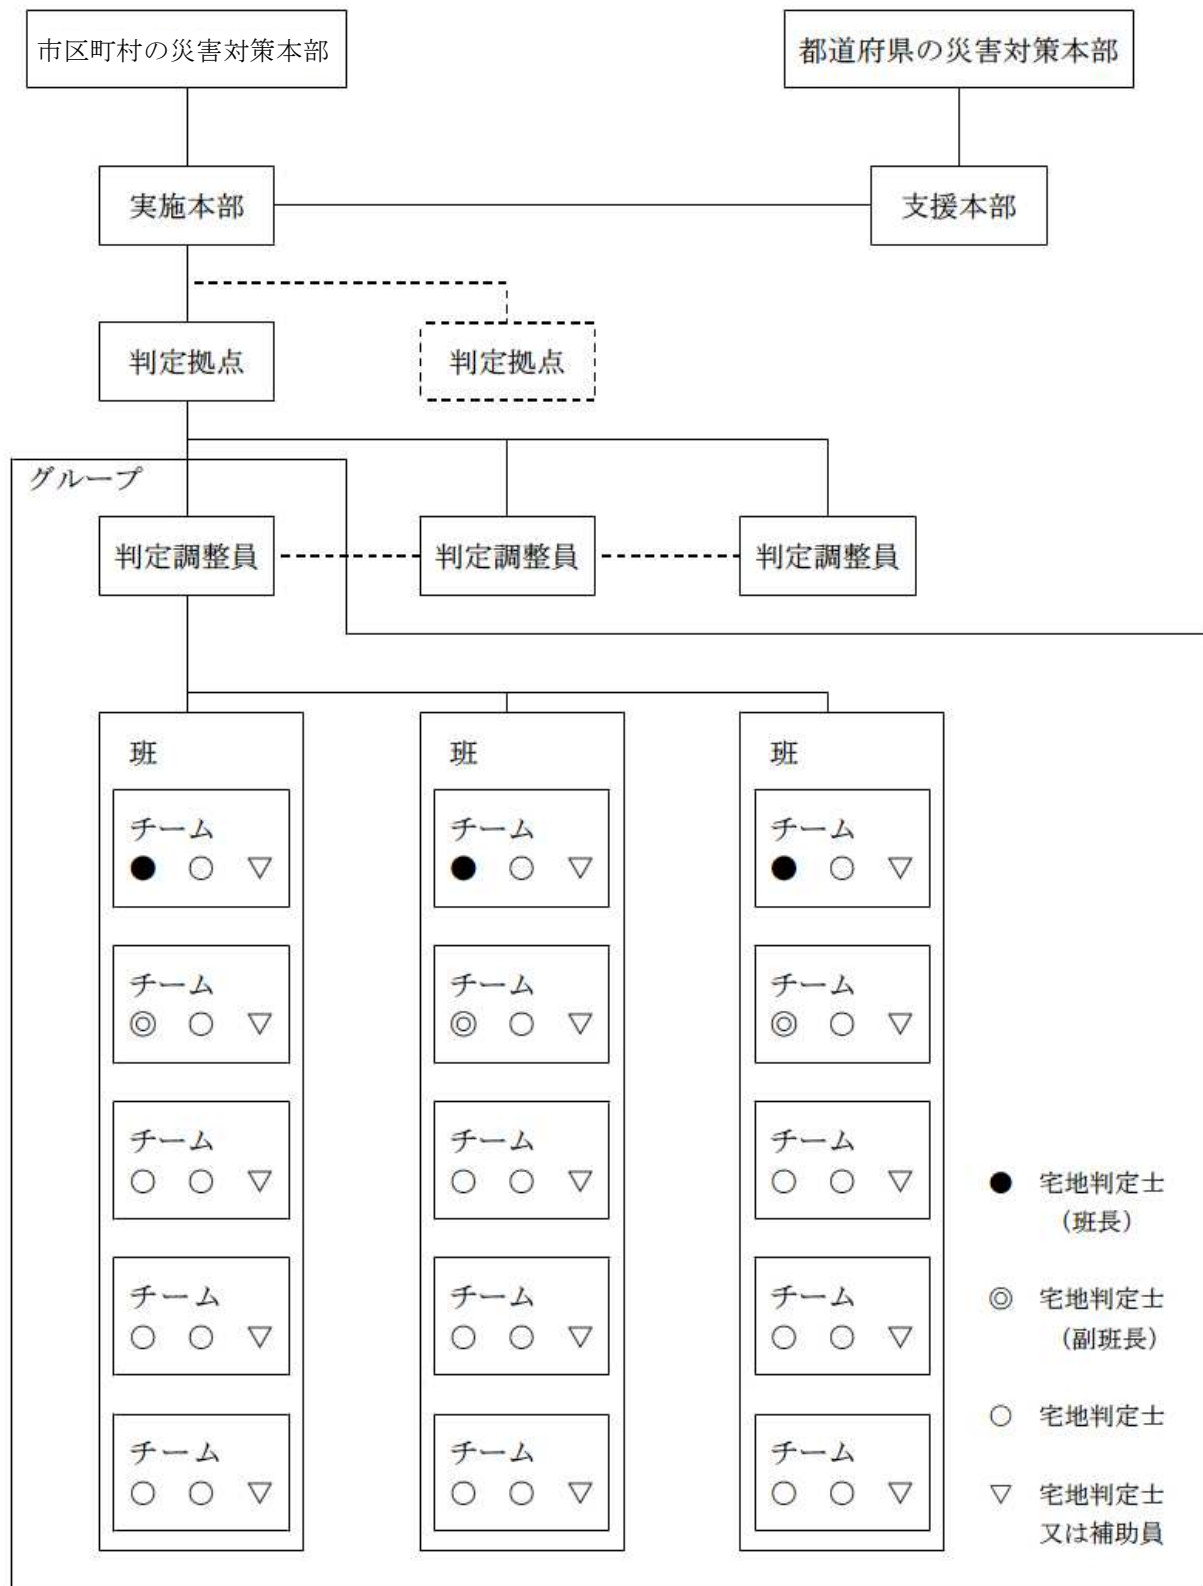 市区町村の災害対策本部
都道府県の災害対策本部
実施本部
支援本部
判定拠点
判定拠点
グループ
判定調整員
判定調整員
判定調整員
班
班
班
チーム
● ○ ▽
チーム
● ○ ▽
チーム
● ○ ▽
チーム
◎ ○ ▽
チーム
◎ ○ ▽
チーム
◎ ○ ▽
チーム
○ ○ ▽
チーム
○ ○ ▽
チーム
○ ○ ▽
チーム
○ ○ ▽
チーム
○ ○ ▽
チーム
○ ○ ▽
チーム
○ ○ ▽
チーム
○ ○ ▽
チーム
○ ○ ▽
● 宅地判定士
（班長）
◎ 宅地判定士
（副班長）
○ 宅地判定士
▽ 宅地判定士
又は補助員